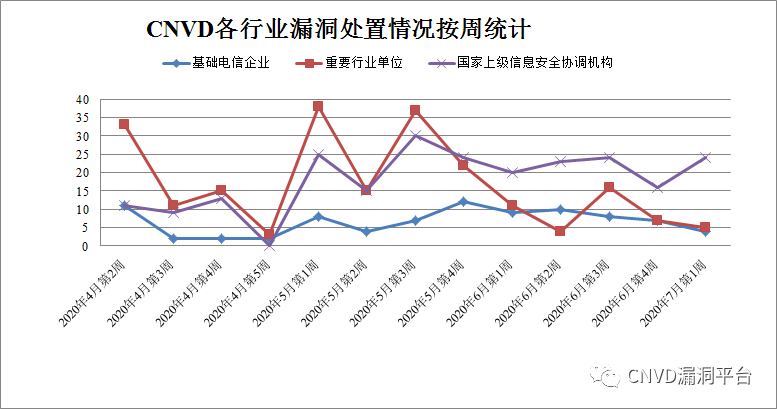 CNVD各行业漏洞处置情况按周统计
基础电信企业 重要行业单位 国家上级信息安全协调机构
40
35
30
25
20
15
10
5
0
2020年4月第2周
2020年4月第3周
2020年4月第4周
2020年4月第5周
2020年5月第1周
2020年5月第2周
2020年5月第3周
2020年5月第4周
2020年6月第1周
2020年6月第2周
2020年6月第3周
2020年6月第4周
2020年7月第1周
CNVD漏洞平台